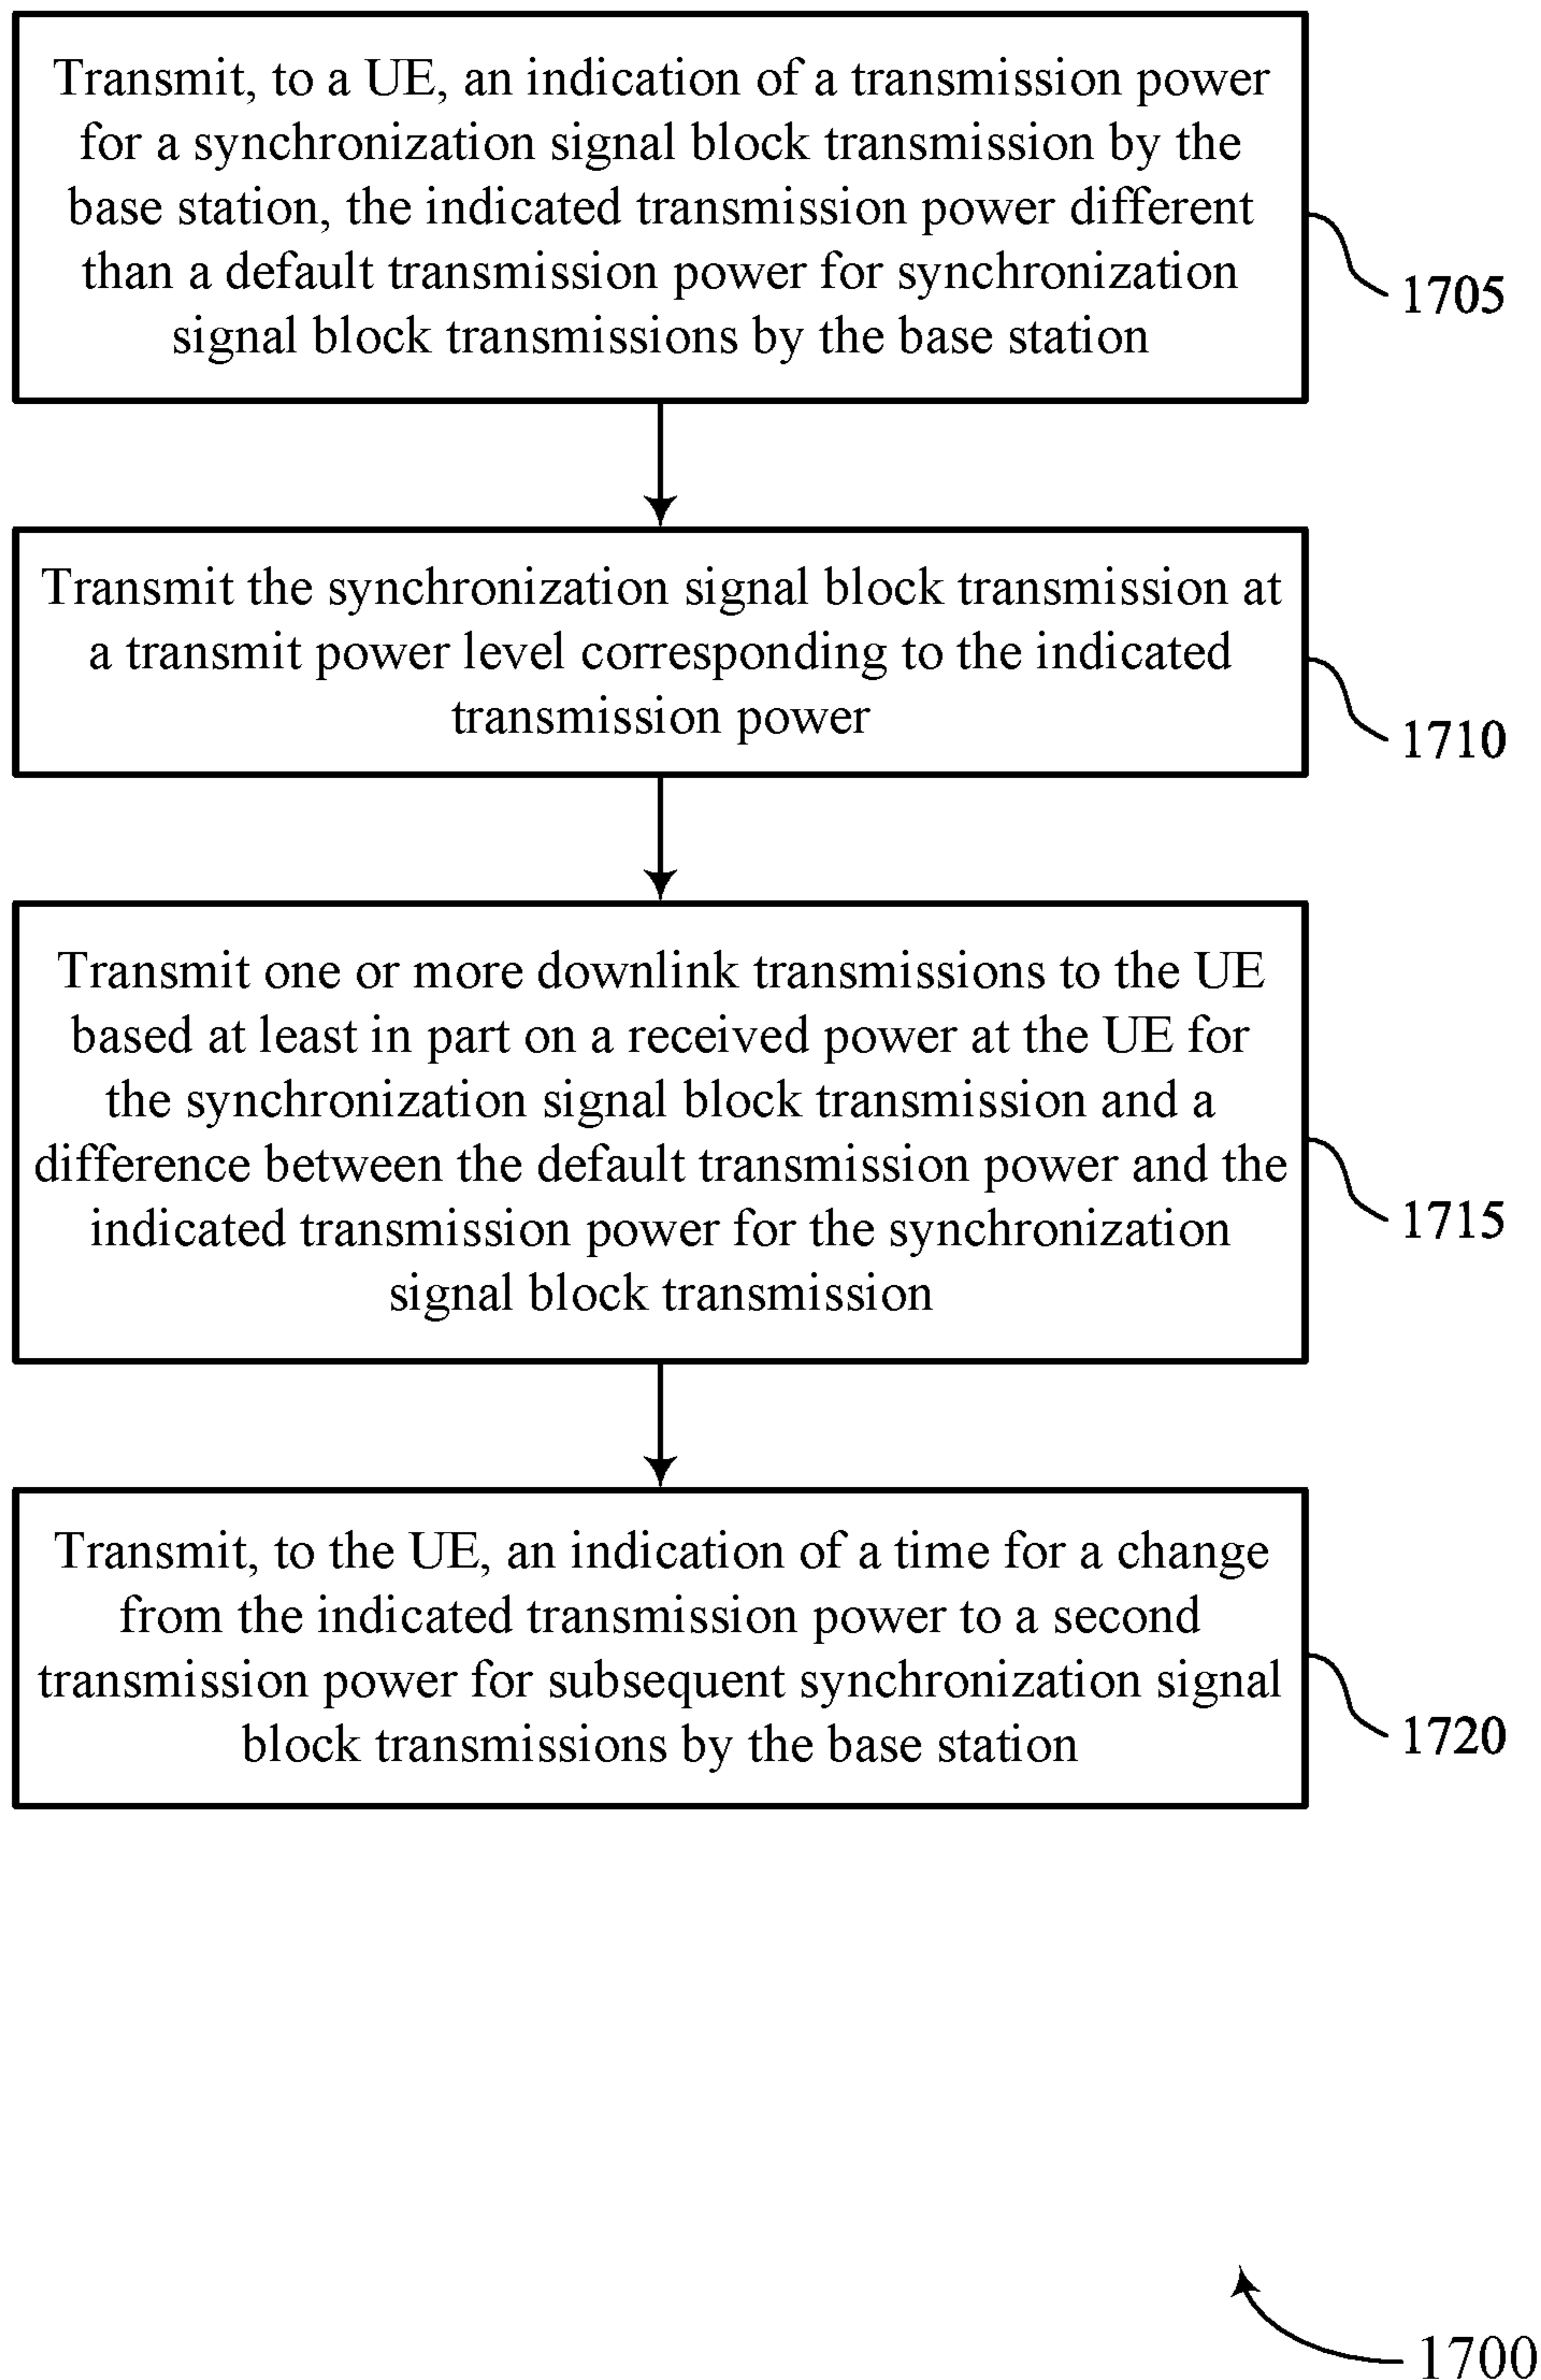 Transmit, to a UE, an indication of a transmission power
for a synchronization signal block transmission by the
base station, the indicated transmission power different
than a default transmission power for synchronization
signal block transmissions by the base station
1705
Transmit the synchronization signal block transmission at
a transmit power level corresponding to the indicated
transmission power
1710
Transmit one or more downlink transmissions to the UE
based at least in part on a received power at the UE for
the synchronization signal block transmission and a
difference between the default transmission power and the
indicated transmission power for the synchronization
signal block transmission
1715
Transmit, to the UE, an indication of a time for a change
from the indicated transmission power to a second
transmission power for subsequent synchronization signal
block transmissions by the base station
1720
1700